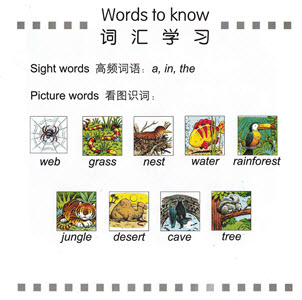 Words to know
词汇学习
Sight words 高频词语：a, in, the
Picture words 看图识词：
web grass nest water rainforest
jungle desert cave tree